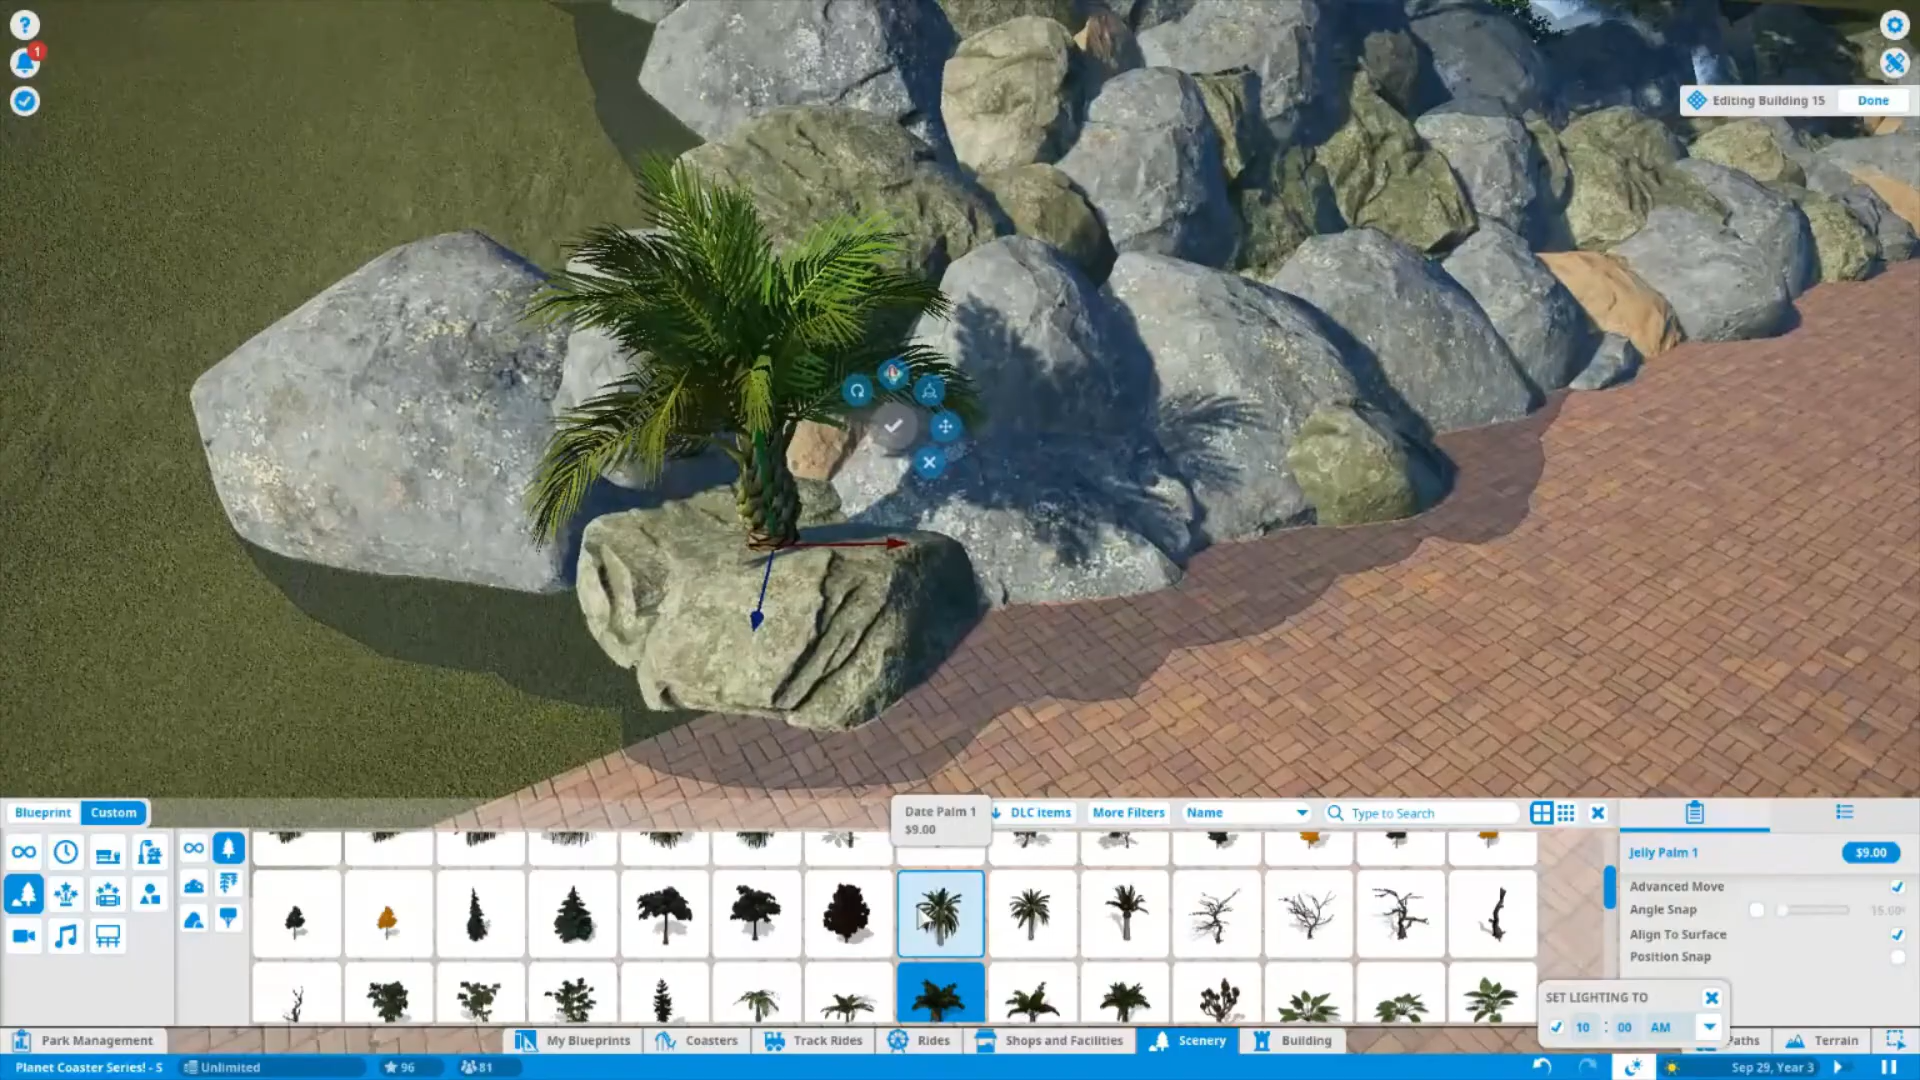 ?
1
Editing Building 15 Done
Blueprint Custom
Date Palm 1
$9.00
DLC items More Filters Name Type to Search
Jelly Palm 1 $9.00
Advanced Move
Angle Snap
Align To Surface
Position Snap
SET LIGHTING TO
10 : 00 AM
Park Management My Blueprints Coasters Track Rides Rides Shops and Facilities Scenery Building Paths Terrain
Planet Coaster Series! - S Unlimited 96 81 Sep 29, Year 3